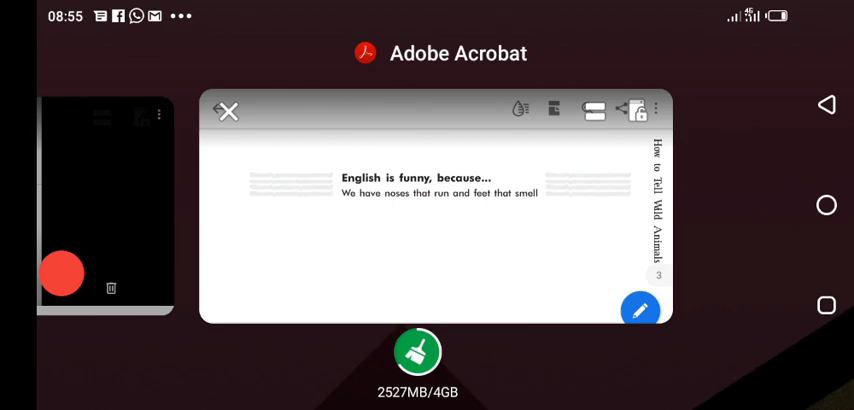 08:55
4G
Adobe Acrobat
English is funny, because...
We have noses that run and feet that smell
How to Tell Wild Animals
3
2527MB/4GB